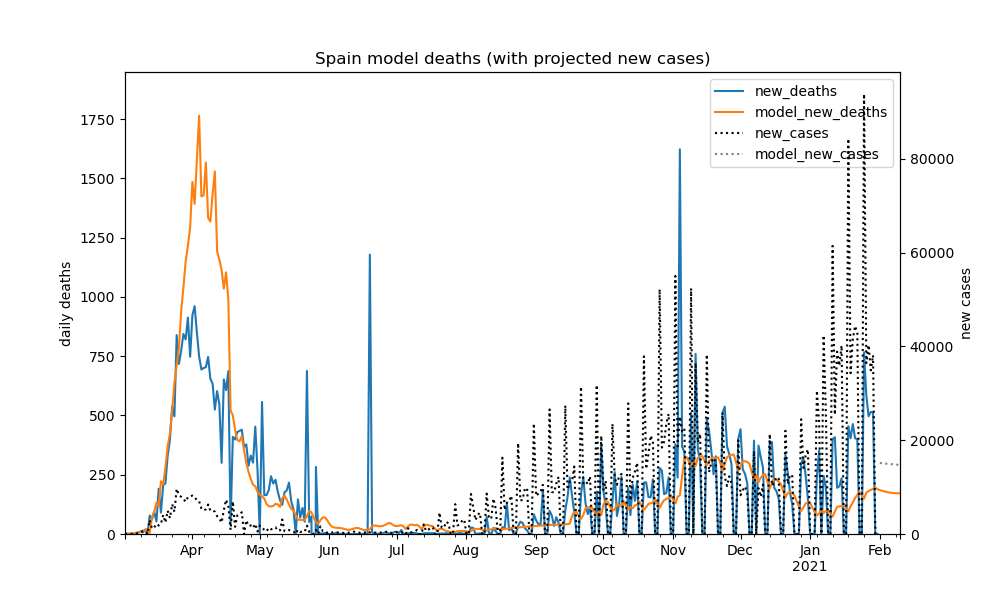 Spain model deaths (with projected new cases)
new_deaths
model_new_deaths
new_cases
model_new_cases
daily deaths
1750
1500
1250
1000
750
500
250
0
new cases
80000
60000
40000
20000
0
Apr May Jun Jul Aug Sep Oct Nov Dec Jan Feb
2021